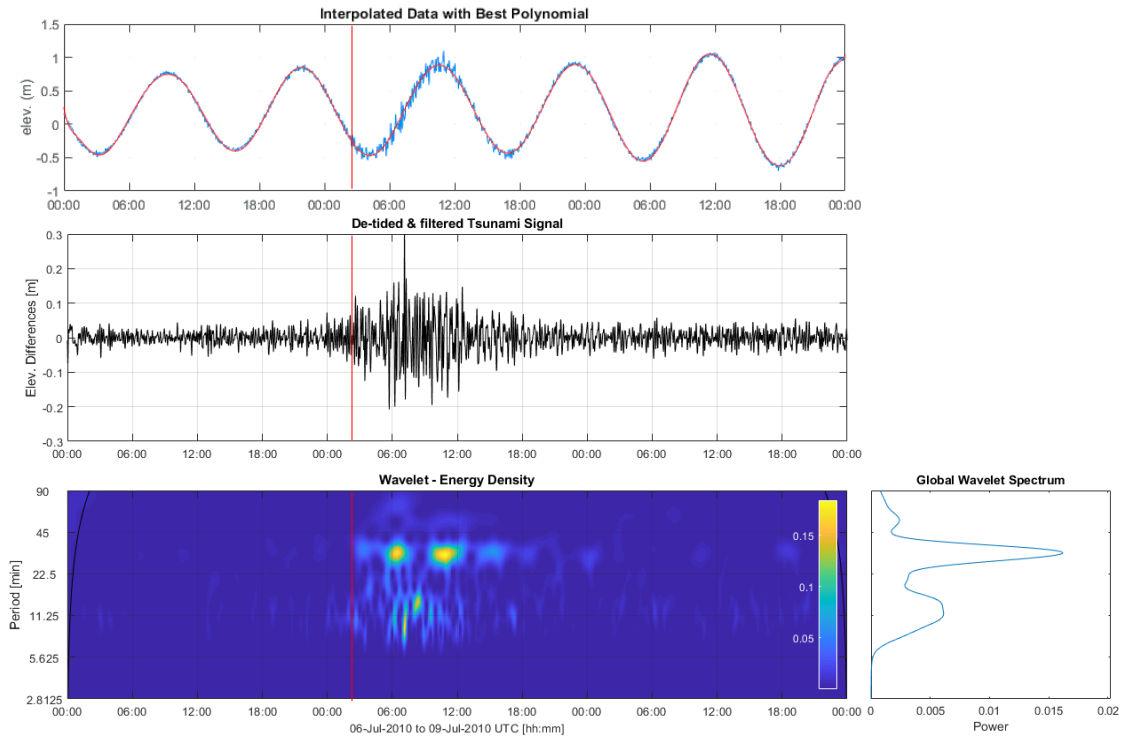 Interpolated Data with Best Polynomial
1.5
1
0.5
0
-0.5
-1
elev. (m)
00:00 06:00 12:00 18:00 00:00 06:00 12:00 18:00 00:00 06:00 12:00 18:00 00:00
De-tided & filtered Tsunami Signal
0.3
0.2
0.1
0
-0.1
-0.2
-0.3
Elev. Differences [m]
00:00 06:00 12:00 18:00 00:00 06:00 12:00 18:00 00:00 06:00 12:00 18:00 00:00
Wavelet - Energy Density
90
45
22.5
11.25
5.625
2.8125
Period [min]
0.15
0.1
0.05
00:00 06:00 12:00 18:00 00:00 06:00 12:00 18:00 00:00 06:00 12:00 18:00 00:00
06-Jul-2010 to 09-Jul-2010 UTC [hh:mm]
Global Wavelet Spectrum
0 0.005 0.01 0.015 0.02
Power